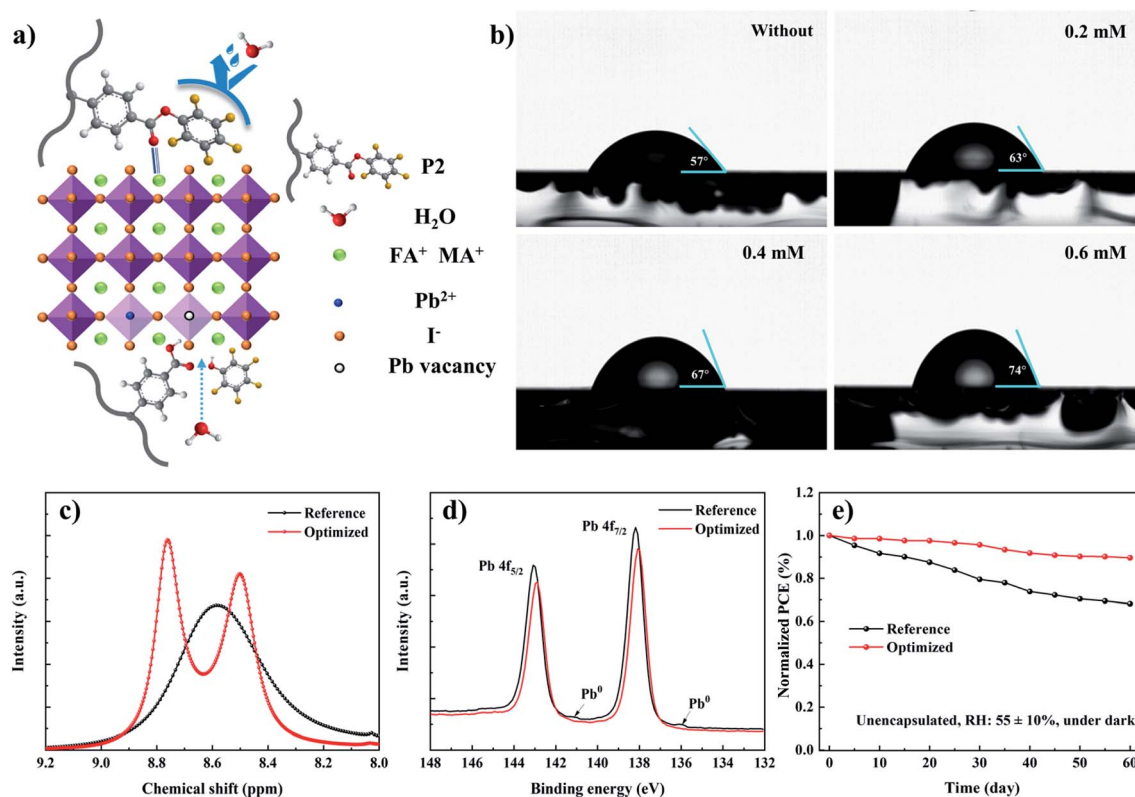 a)
P2
H₂O
FA⁺ MA⁺
Pb²⁺
I⁻
Pb vacancy
b)
Without
57°
0.2 mM
63°
0.4 mM
67°
0.6 mM
74°
c)
Reference
Optimized
Intensity (a.u.)
9.2 9.0 8.8 8.6 8.4 8.2 8.0
Chemical shift (ppm)
d)
Reference
Optimized
Pb 4f₇/₂
Pb 4f₅/₂
Pb⁰
Pb⁰
Intensity (a.u.)
148 146 144 142 140 138 136 134 132
Binding energy (eV)
e)
1.2
1.0
0.8
0.6
0.4
0.2
0.0
Normalized PCE (%)
Reference
Optimized
Unencapsulated, RH: 55 ± 10%, under dark
0 10 20 30 40 50 60
Time (day)